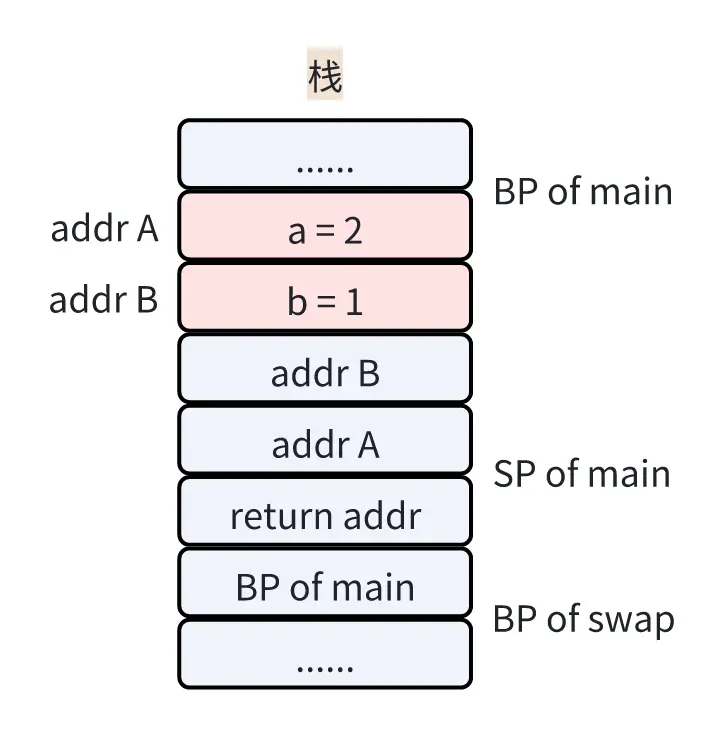 栈
......
BP of main
addr A
a = 2
addr B
b = 1
addr B
addr A
SP of main
return addr
BP of main
BP of swap
......